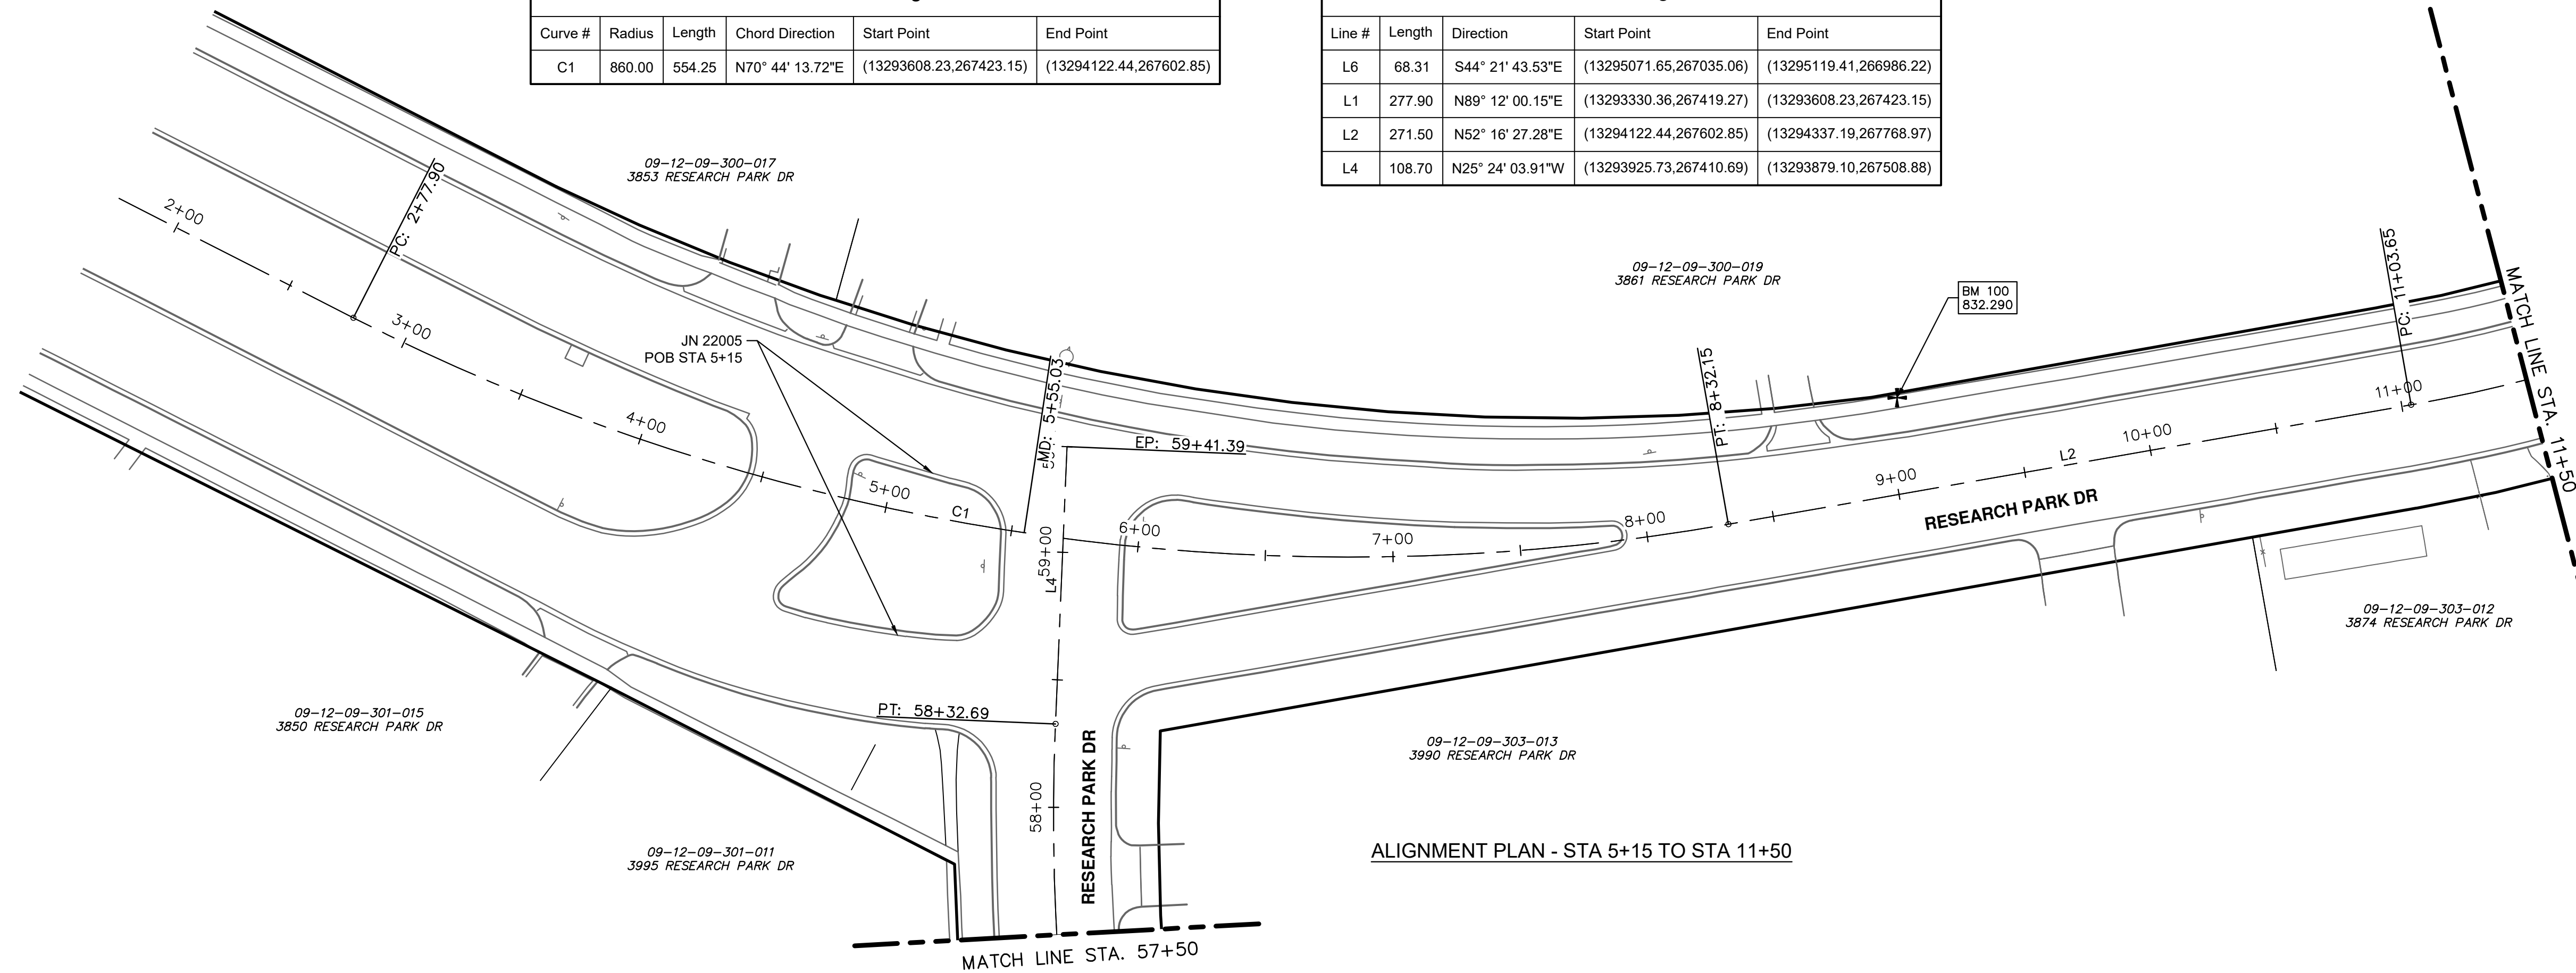 Curve # Radius Length Chord Direction Start Point End Point
C1 860.00 554.25 N70° 44' 13.72"E (13293608.23,267423.15) (13294122.44,267602.85)
Line # Length Direction Start Point End Point
L6 68.31 S44° 21' 43.53"E (13295071.65,267035.06) (13295119.41,266986.22)
L1 277.90 N89° 12' 00.15"E (13293330.36,267419.27) (13293608.23,267423.15)
L2 271.50 N52° 16' 27.28"E (13294122.44,267602.85) (13294337.19,267768.97)
L4 108.70 N25° 24' 03.91"W (13293925.73,267410.69) (13293879.10,267508.88)
09-12-09-300-017
3853 RESEARCH PARK DR
2+00
PC: 2+77.90
3+00
JN 22005
POB STA 5+15
4+00
5+00
C1
MD: 5+55.03
EP: 59+41.39
59+00
L4
6+00
7+00
8+00
PT: 8+32.15
09-12-09-300-019
3861 RESEARCH PARK DR
BM 100
832.290
9+00
L2
10+00
RESEARCH PARK DR
11+00
PC: 11+03.65
MATCH LINE STA. 11+50
09-12-09-303-012
3874 RESEARCH PARK DR
09-12-09-301-015
3850 RESEARCH PARK DR
PT: 58+32.69
58+00
RESEARCH PARK DR
09-12-09-303-013
3990 RESEARCH PARK DR
09-12-09-301-011
3995 RESEARCH PARK DR
ALIGNMENT PLAN - STA 5+15 TO STA 11+50
MATCH LINE STA. 57+50